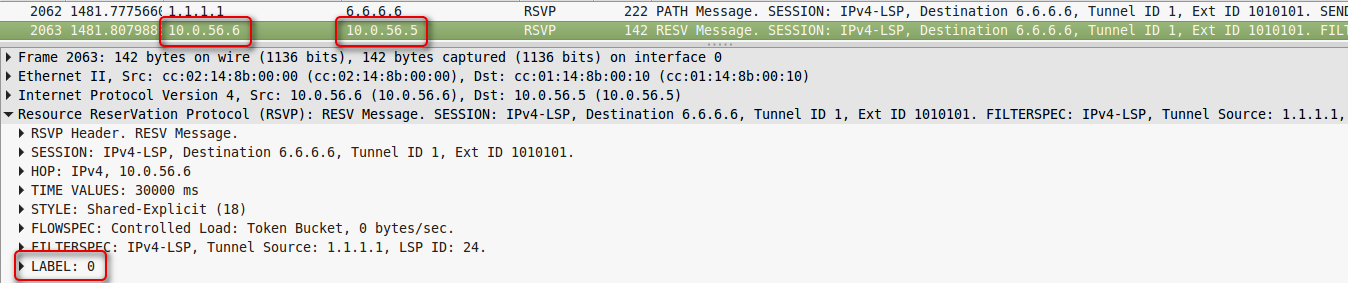 2062 1481.7775660 1.1.1.1 6.6.6.6 RSVP 222 PATH Message. SESSION: IPv4-LSP, Destination 6.6.6.6, Tunnel ID 1, Ext ID 1010101. SEND
2063 1481.807988 10.0.56.6 10.0.56.5 RSVP 142 RESV Message. SESSION: IPv4-LSP, Destination 6.6.6.6, Tunnel ID 1, Ext ID 1010101. FILT
Frame 2063: 142 bytes on wire (1136 bits), 142 bytes captured (1136 bits) on interface 0
Ethernet II, Src: cc:02:14:8b:00:00 (cc:02:14:8b:00:00), Dst: cc:01:14:8b:00:10 (cc:01:14:8b:00:10)
Internet Protocol Version 4, Src: 10.0.56.6 (10.0.56.6), Dst: 10.0.56.5 (10.0.56.5)
Resource ReserVation Protocol (RSVP): RESV Message. SESSION: IPv4-LSP, Destination 6.6.6.6, Tunnel ID 1, Ext ID 1010101. FILTERSPEC: IPv4-LSP, Tunnel Source: 1.1.1.1,
RSVP Header. RESV Message.
SESSION: IPv4-LSP, Destination 6.6.6.6, Tunnel ID 1, Ext ID 1010101.
HOP: IPv4, 10.0.56.6
TIME VALUES: 30000 ms
STYLE: Shared-Explicit (18)
FLOWSPEC: Controlled Load: Token Bucket, 0 bytes/sec.
FILTERSPEC: IPv4-LSP, Tunnel Source: 1.1.1.1, LSP ID: 24.
LABEL: 0